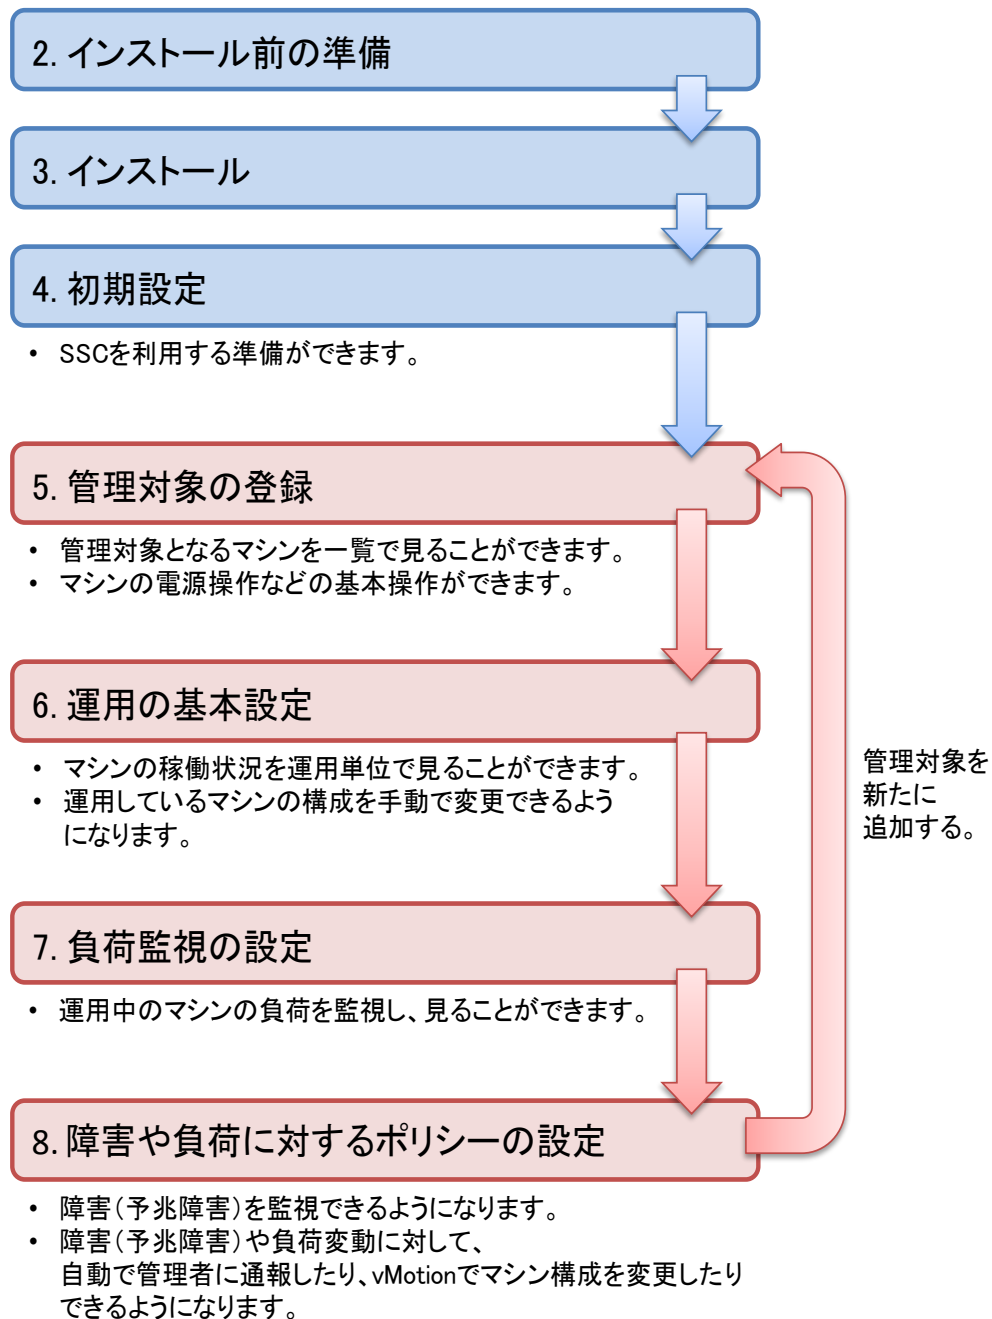 2. インストール前の準備
3. インストール
4. 初期設定
• SSCを利用する準備ができます。
5. 管理対象の登録
• 管理対象となるマシンを一覧で見ることができます。
• マシンの電源操作などの基本操作ができます。
6. 運用の基本設定
• マシンの稼働状況を運用単位で見ることができます。
• 運用しているマシンの構成を手動で変更できるよう
になります。
管理対象を
新たに
追加する。
7. 負荷監視の設定
• 運用中のマシンの負荷を監視し、見ることができます。
8. 障害や負荷に対するポリシーの設定
• 障害(予兆障害)を監視できるようになります。
• 障害(予兆障害)や負荷変動に対して、
自動で管理者に通報したり、vMotionでマシン構成を変更したり
できるようになります。